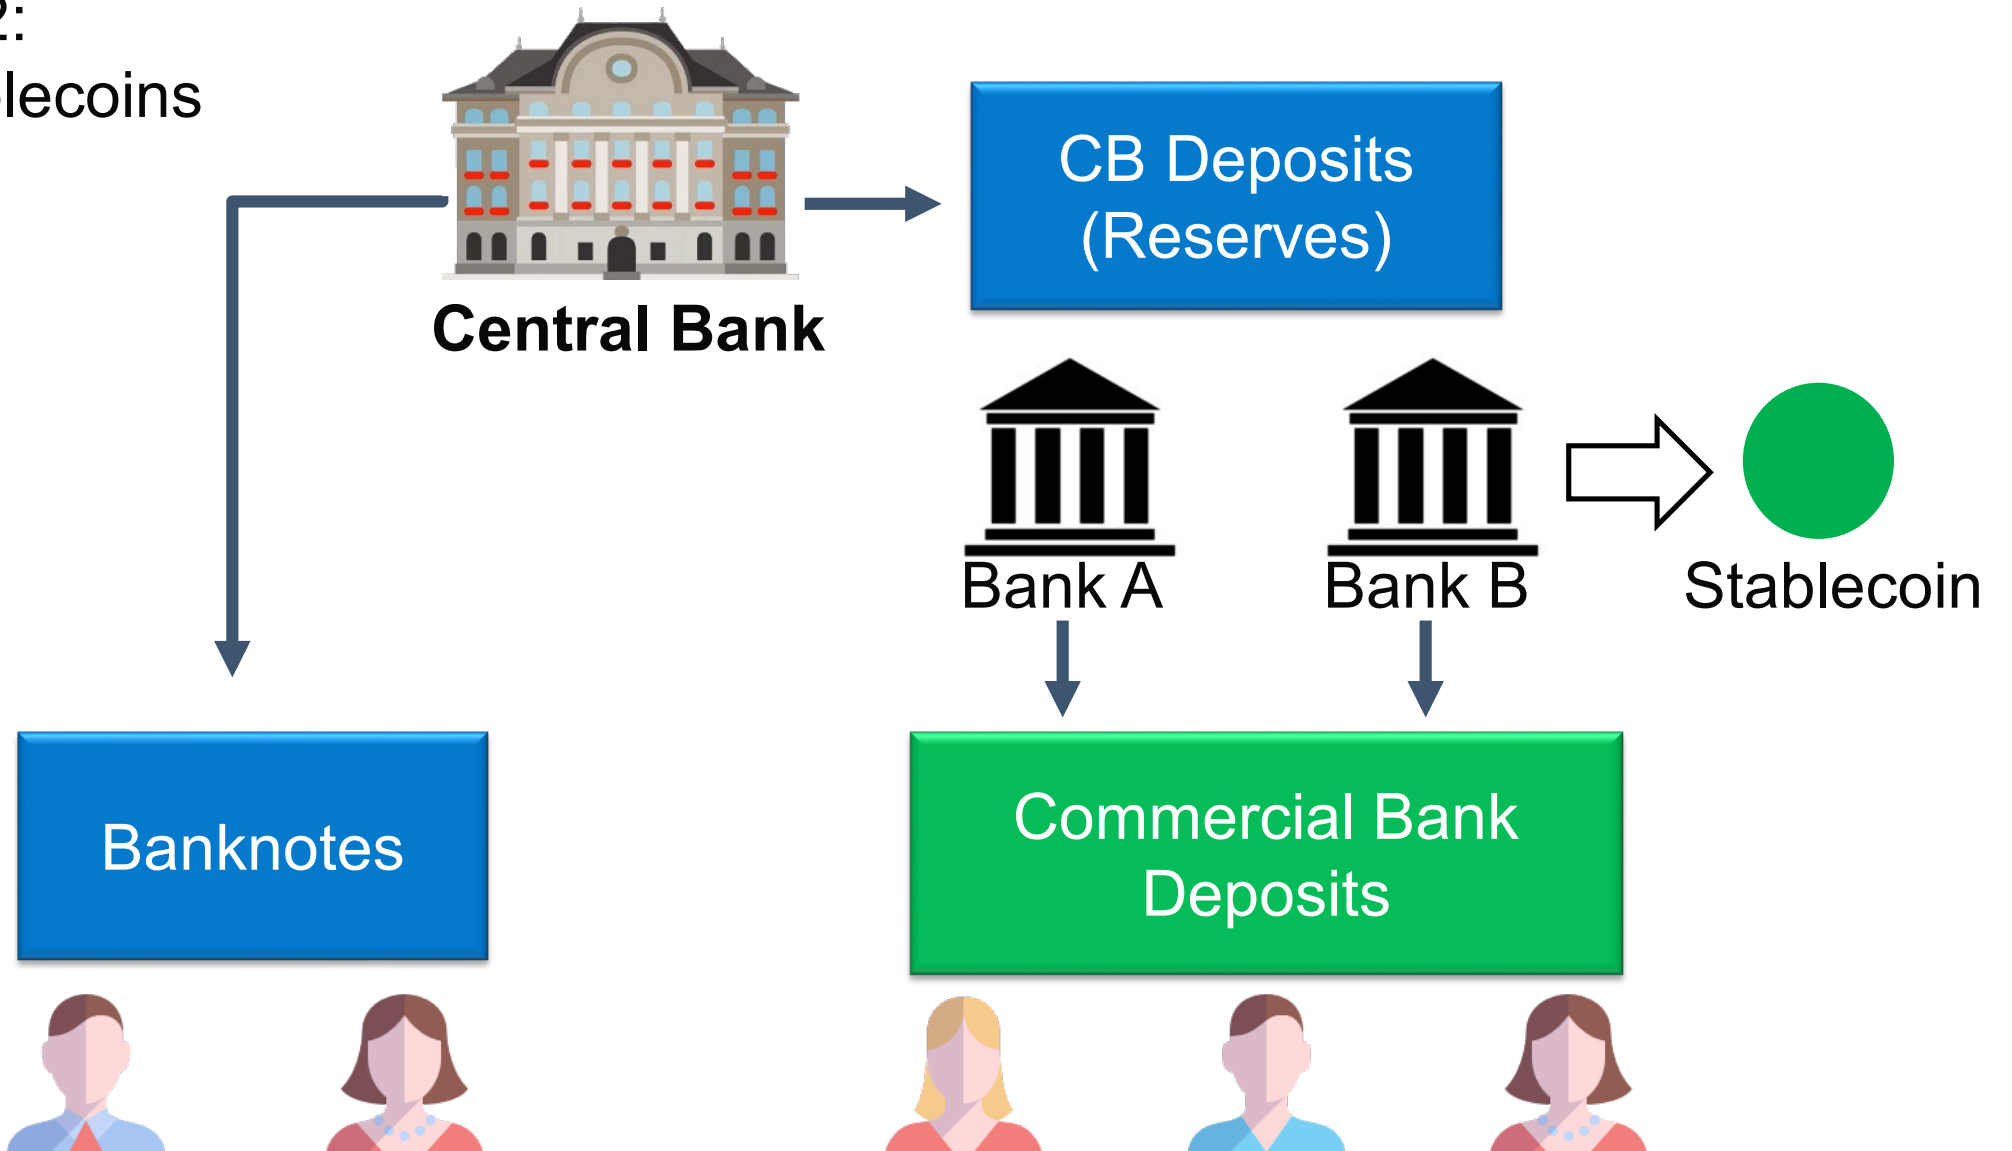 2:
lecoins
CB Deposits
(Reserves)
Central Bank
Bank A
Bank B
Stablecoin
Banknotes
Commercial Bank
Deposits